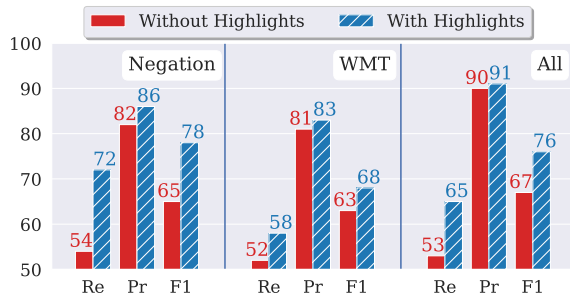 Without Highlights With Highlights
100
90
80
70
60
50
Negation WMT All
54 72 82 86 65 78
52 58 81 83 63 68
53 65 90 91 67 76
Re Pr F1 Re Pr F1 Re Pr F1